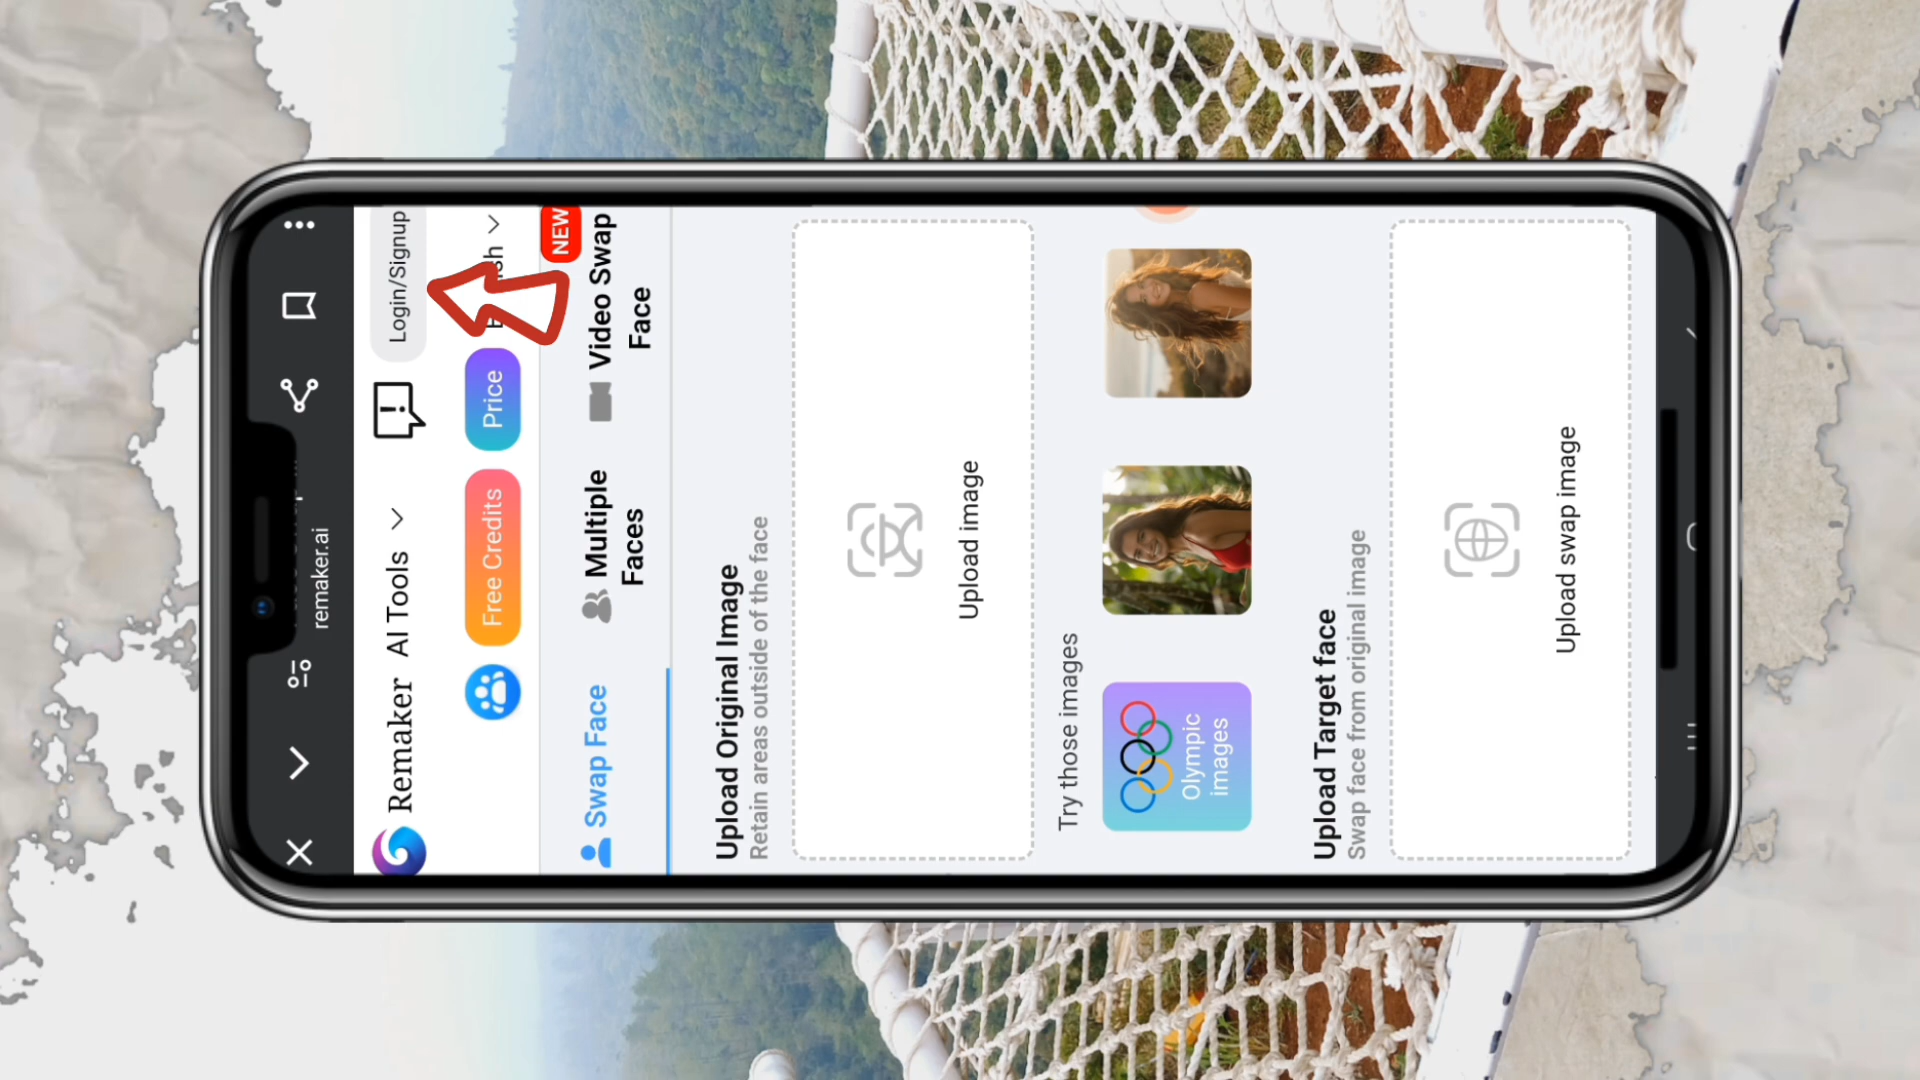 remaker.ai
Remaker
AI Tools
Login/Signup
Free Credits
Price
Swap Face
Multiple
Faces
Video Swap
Face
NEW
Upload Original Image
Retain areas outside of the face
Upload image
Try those images
Olympic
images
Upload Target face
Swap face from original image
Upload swap image